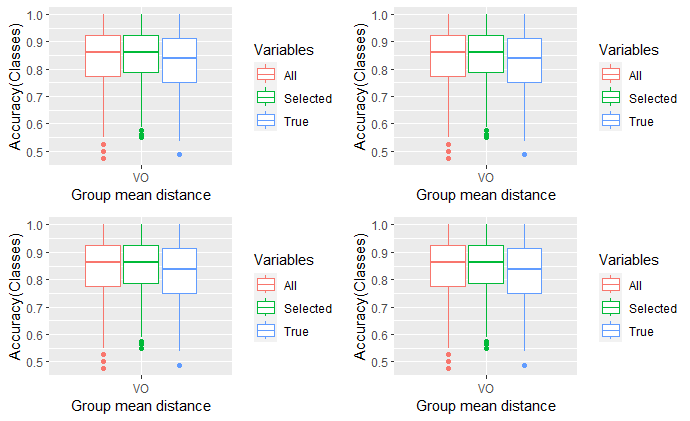 Accuracy(Classes)
1.0
0.9
0.8
0.7
0.6
0.5
VO
Group mean distance
Variables
All
Selected
True
Accuracy(Classes)
1.0
0.9
0.8
0.7
0.6
0.5
VO
Group mean distance
Variables
All
Selected
True
Accuracy(Classes)
1.0
0.9
0.8
0.7
0.6
0.5
VO
Group mean distance
Variables
All
Selected
True
Accuracy(Classes)
1.0
0.9
0.8
0.7
0.6
0.5
VO
Group mean distance
Variables
All
Selected
True